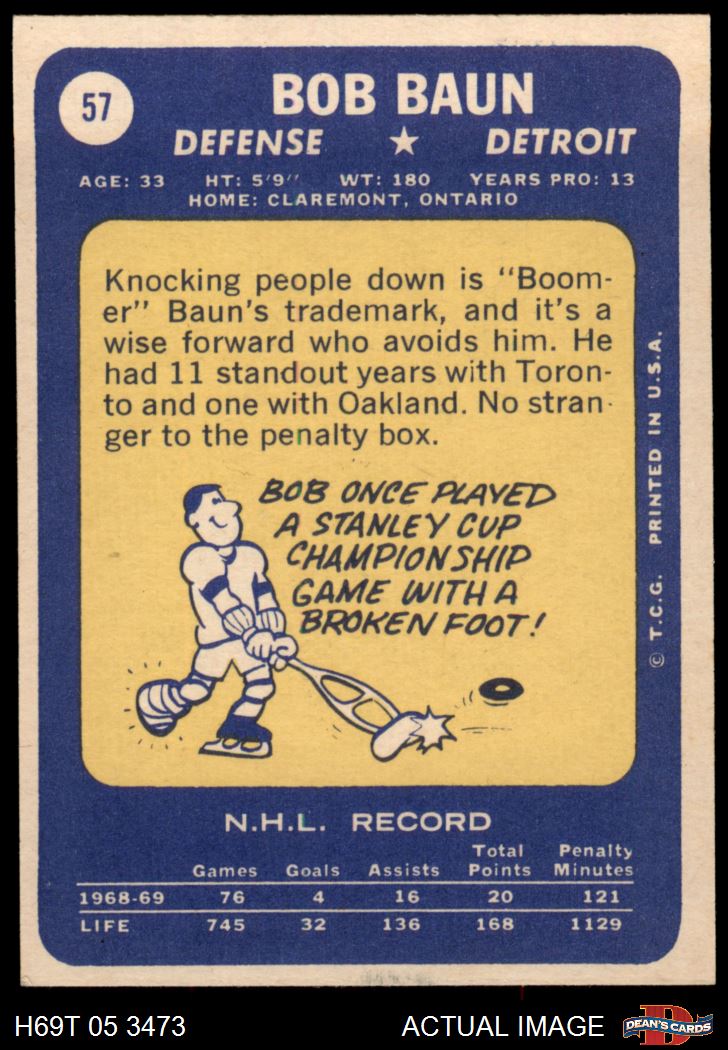 57
BOB BAUN
DEFENSE ★ DETROIT
AGE: 33 HT: 5'9" WT: 180 YEARS PRO: 13
HOME: CLAREMONT, ONTARIO
Knocking people down is "Boom-
er" Baun's trademark, and it's a
wise forward who avoids him. He
had 11 standout years with Toron-
to and one with Oakland. No stran-
ger to the penalty box.
BOB ONCE PLAYED
A STANLEY CUP
CHAMPIONSHIP
GAME WITH A
BROKEN FOOT!
© T.C.G. PRINTED IN U.S.A.
N.H.L. RECORD
Games Goals Assists Total Points Penalty Minutes
1968-69 76 4 16 20 121
LIFE 745 32 136 168 1129
H69T 05 3473 ACTUAL IMAGE
D
DEAN'S CARDS